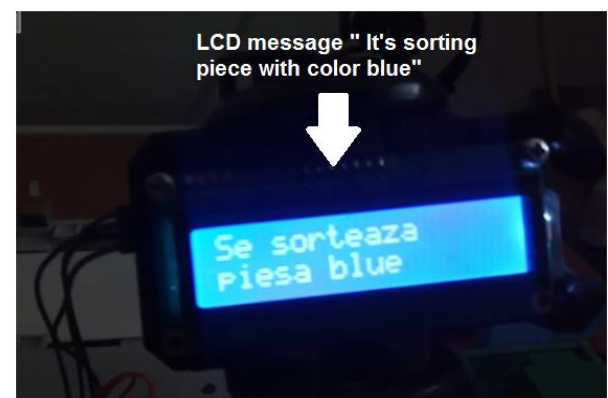 LCD message " It's sorting
piece with color blue"
Se sorteaza
piesa blue